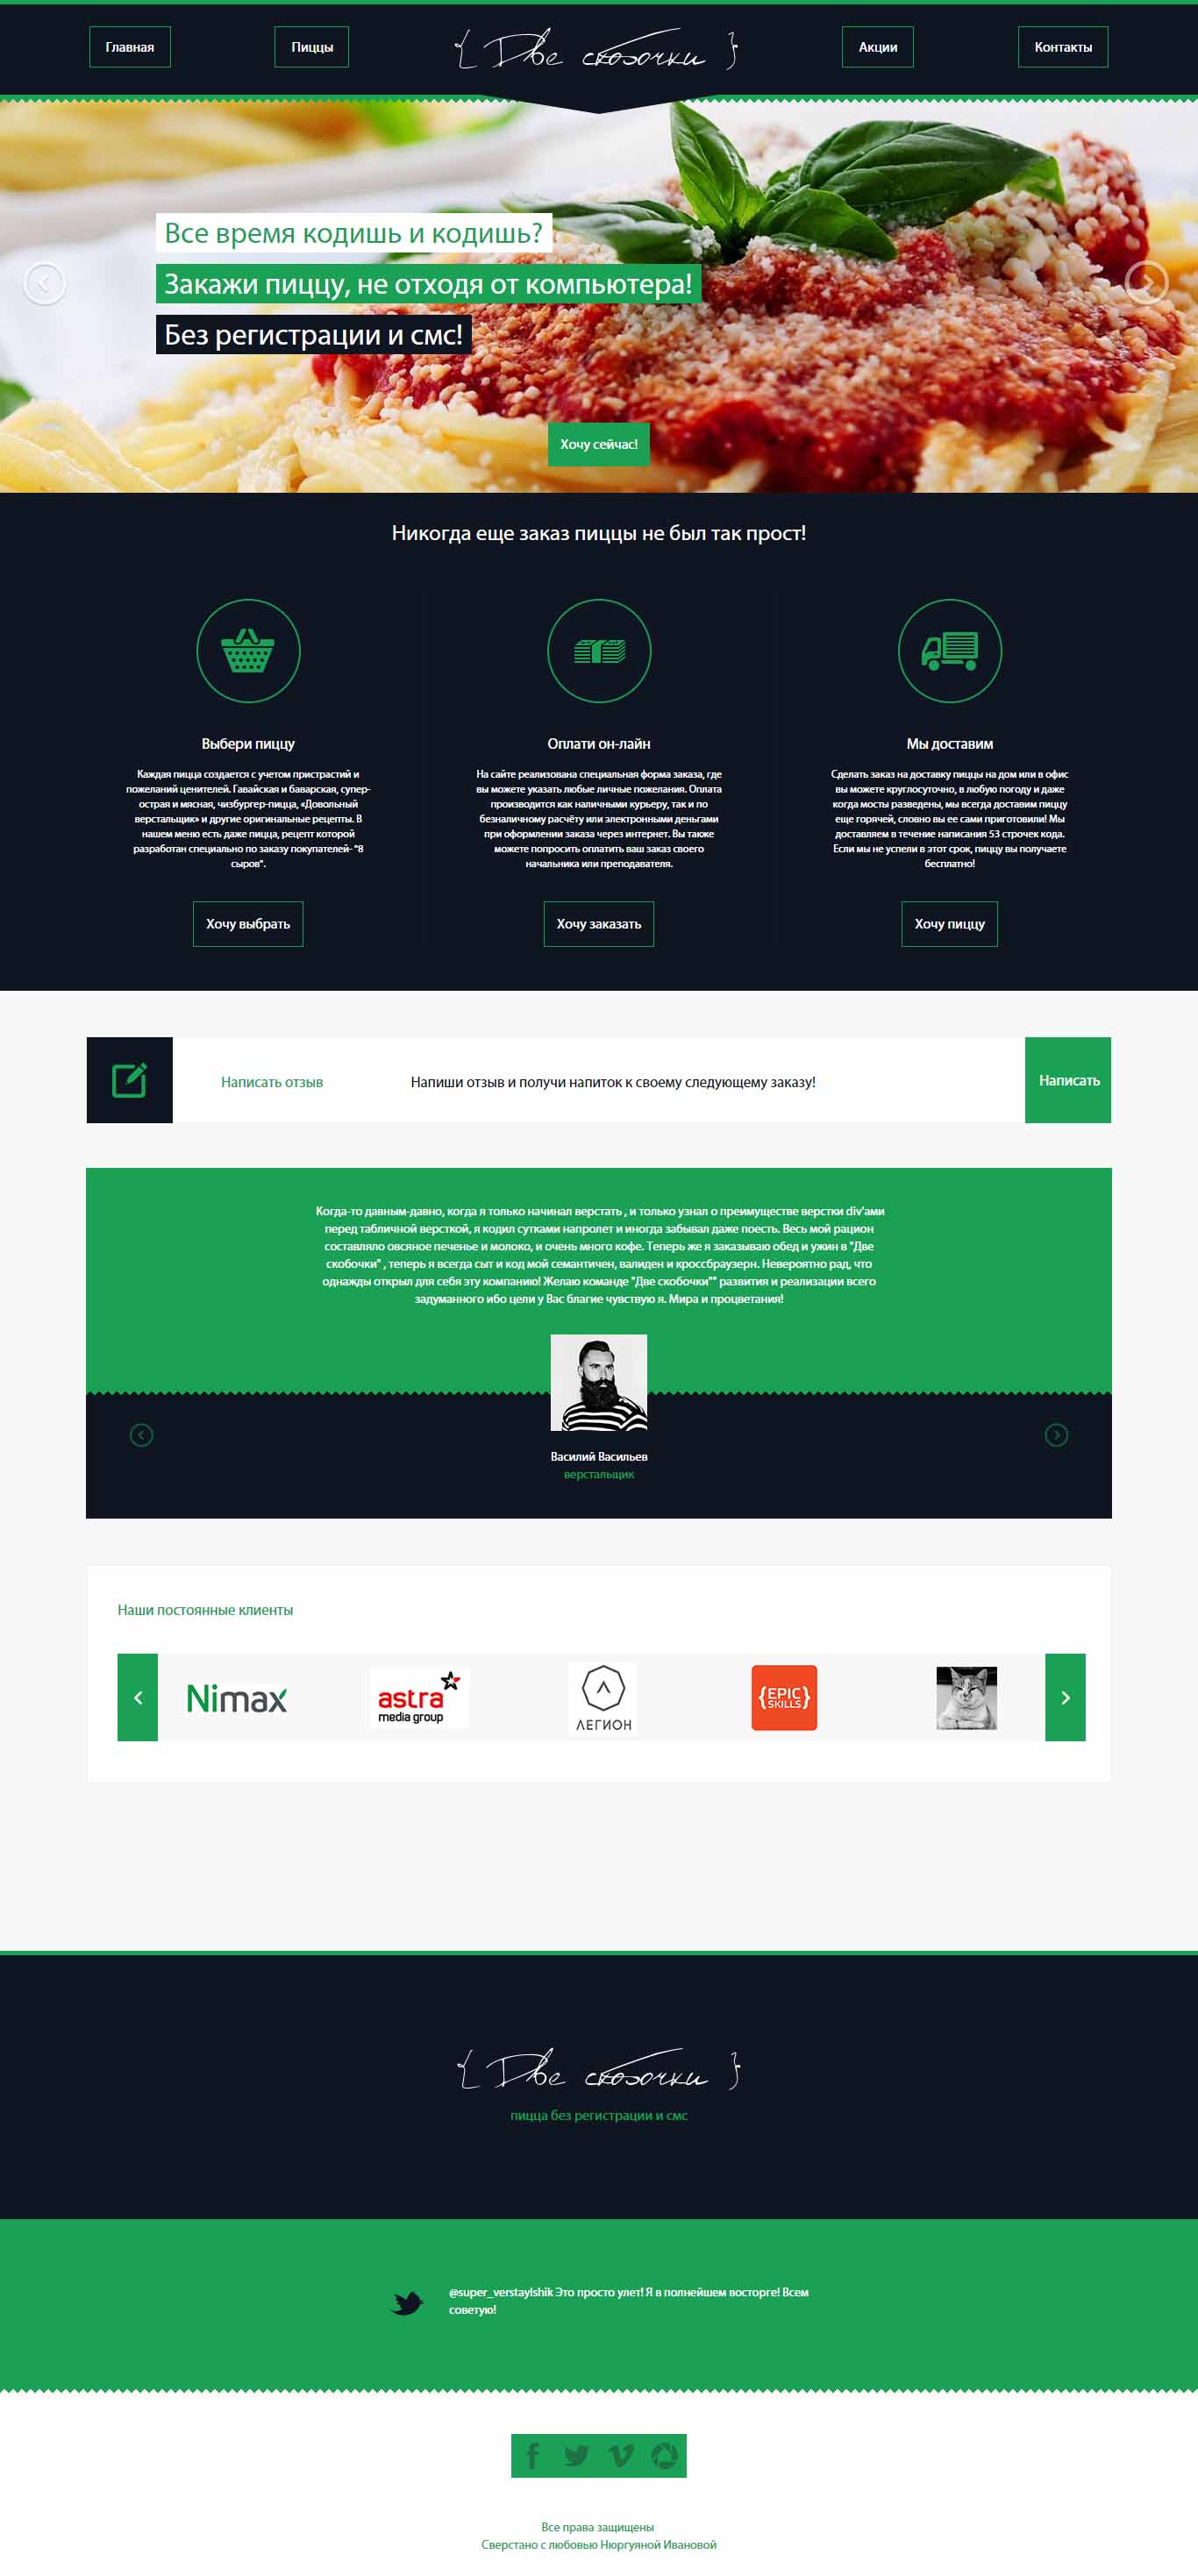 Главная
Пиццы
{ Две скобочки }
Акции
Контакты
Все время кодишь и кодишь?
Закажи пиццу, не отходя от компьютера!
Без регистрации и смс!
Хочу сейчас!
Никогда еще заказ пиццы не был так прост!
Выбери пиццу
Каждая пицца создается с учетом пристрастий и
пожеланий ценителей. Гавайская и баварская, супер-
острая и мясная, чизбургер-пицца, «Довольный
верстальщик» и другие оригинальные рецепты. В
нашем меню есть даже пицца, рецепт которой
разработан специально по заказу покупателей- "8
сыров".
Хочу выбрать
Оплати он-лайн
На сайте реализована специальная форма заказа, где
вы можете указать любые личные пожелания. Оплата
производится как наличными курьеру, так и по
безналичному расчёту или электронными деньгами
при оформлении заказа через интернет. Вы также
можете попросить оплатить ваш заказ своего
начальника или преподавателя.
Хочу заказать
Мы доставим
Сделать заказ на доставку пиццы на дом или в офис
вы можете круглосуточно, в любую погоду и даже
когда мосты разведены, мы всегда доставим пиццу
еще горячей, словно вы ее сами приготовили! Мы
доставляем в течение написания 53 строчек кода.
Если мы не успели в этот срок, пиццу вы получаете
бесплатно!
Хочу пиццу
Написать отзыв
Напиши отзыв и получи напиток к своему следующему заказу!
Написать
Когда-то давным-давно, когда я только начинал верстать , и только узнал о преимуществе верстки div'ами
перед табличной версткой, я кодил сутками напролет и иногда забывал даже поесть. Весь мой рацион
составляло овсяное печенье и молоко, и очень много кофе. Теперь же я заказываю обед и ужин в "Две
скобочки" , теперь я всегда сыт и код мой семантичен, валиден и кроссбраузерн. Невероятно рад, что
однажды открыл для себя эту компанию! Желаю команде "Две скобочки"" развития и реализации всего
задуманного ибо цели у Вас благие чувствую я. Мира и процветания!
Василий Васильев
верстальщик
Наши постоянные клиенты
Nimax
astra
media group
ЛЕГИОН
{EPIC
SKILLS}
{ Две скобочки }
пицца без регистрации и смс
@super_verstaylshik Это просто улет! Я в полнейшем восторге! Всем
советую!
Все права защищены
Сверстано с любовью Нюргуяной Ивановой